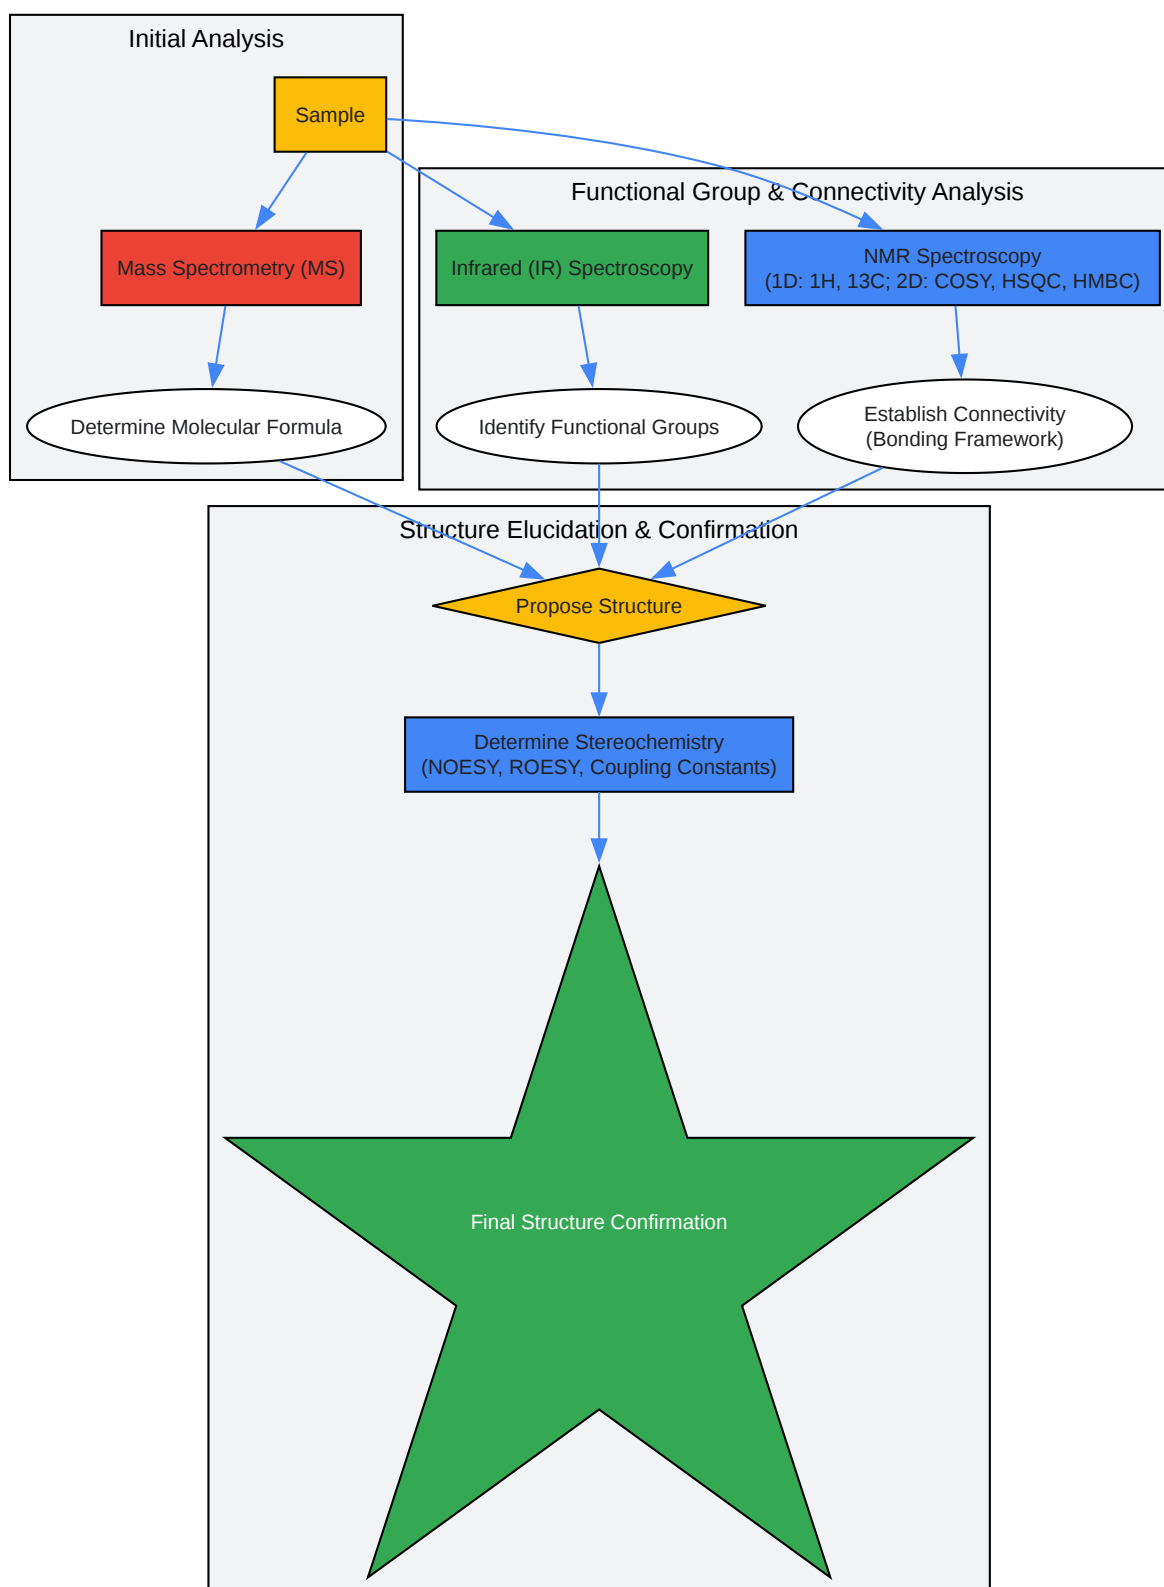 Initial Analysis
Sample
Functional Group & Connectivity Analysis
Mass Spectrometry (MS)
Infrared (IR) Spectroscopy
NMR Spectroscopy
(1D: 1H, 13C; 2D: COSY, HSQC, HMBC)
Determine Molecular Formula
Identify Functional Groups
Establish Connectivity
(Bonding Framework)
Structure Elucidation & Confirmation
Propose Structure
Determine Stereochemistry
(NOESY, ROESY, Coupling Constants)
Final Structure Confirmation